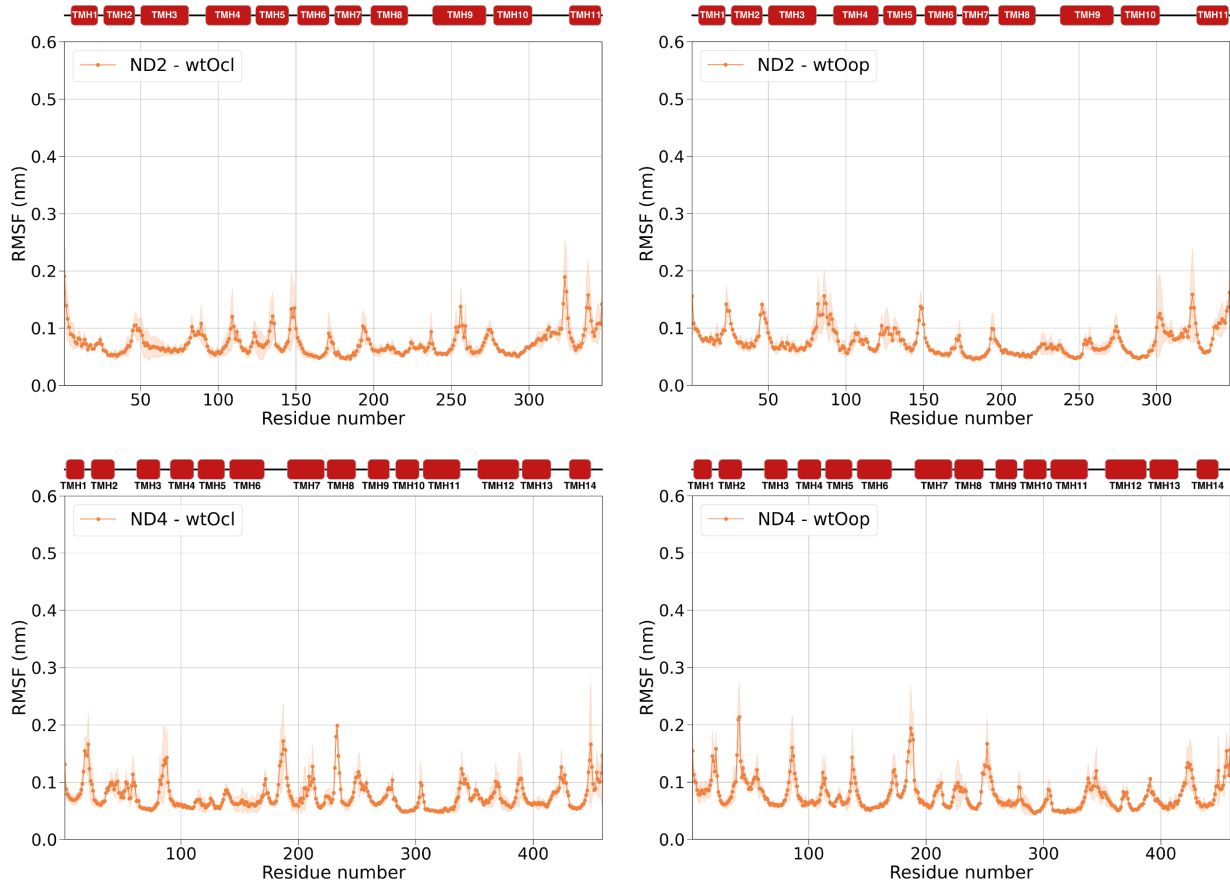 TMH1 TMH2 TMH3 TMH4 TMH5 TMH6 TMH7 TMH8 TMH9 TMH10 TMH11
ND2 - wtOcl
RMSF (nm)
0.6
0.5
0.4
0.3
0.2
0.1
0.0
50 100 150 200 250 300
Residue number
TMH1 TMH2 TMH3 TMH4 TMH5 TMH6 TMH7 TMH8 TMH9 TMH10 TMH11
ND2 - wtOop
RMSF (nm)
0.6
0.5
0.4
0.3
0.2
0.1
0.0
50 100 150 200 250 300
Residue number
TMH1 TMH2 TMH3 TMH4 TMH5 TMH6 TMH7 TMH8 TMH9 TMH10 TMH11 TMH12 TMH13 TMH14
ND4 - wtOcl
RMSF (nm)
0.6
0.5
0.4
0.3
0.2
0.1
0.0
100 200 300 400
Residue number
TMH1 TMH2 TMH3 TMH4 TMH5 TMH6 TMH7 TMH8 TMH9 TMH10 TMH11 TMH12 TMH13 TMH14
ND4 - wtOop
RMSF (nm)
0.6
0.5
0.4
0.3
0.2
0.1
0.0
100 200 300 400
Residue number